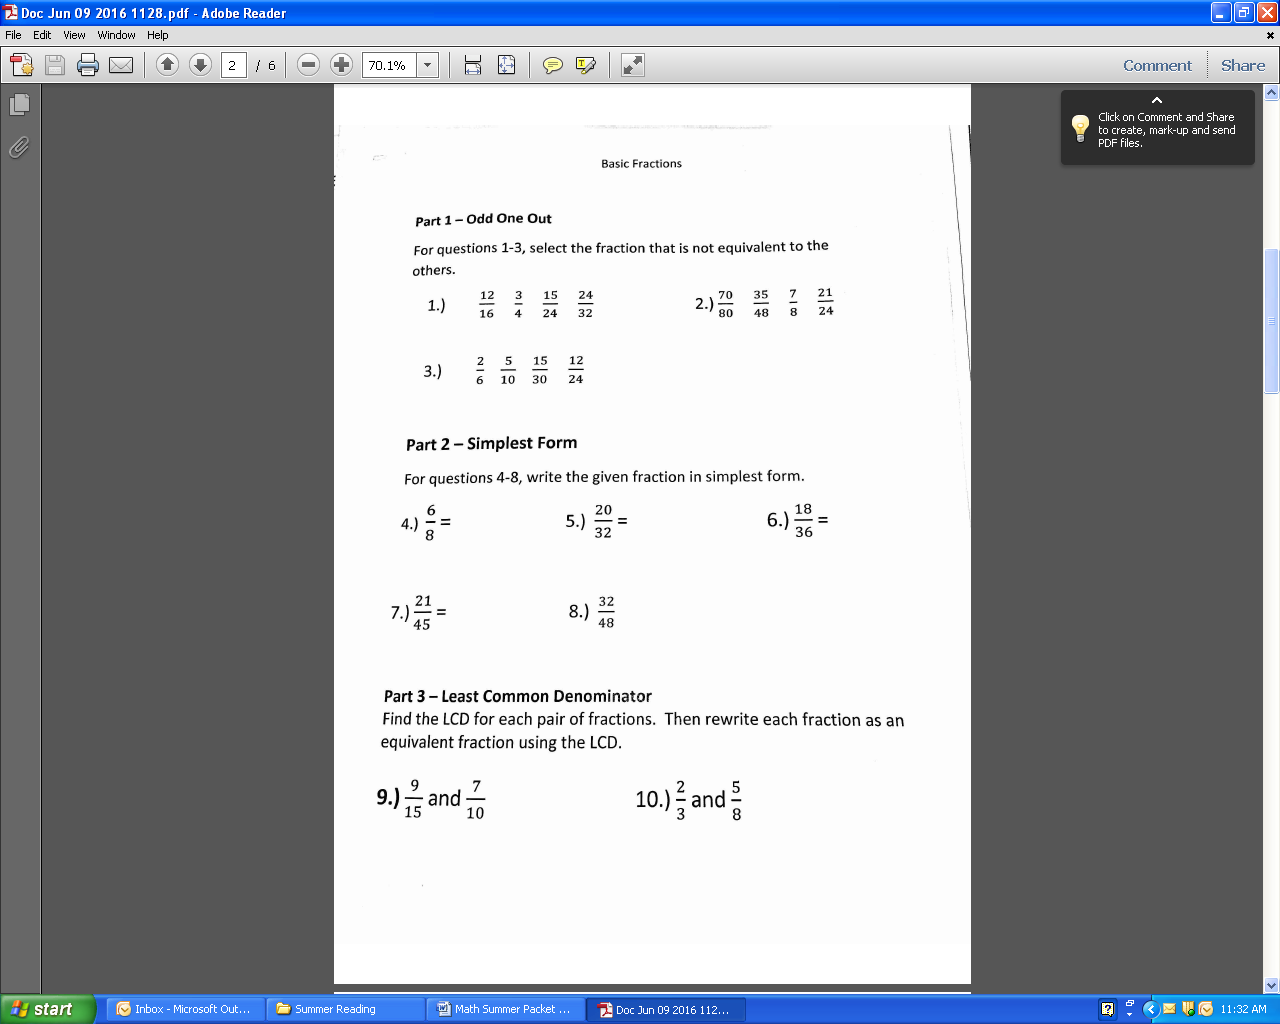 Doc Jun 09 2016 1128.pdf - Adobe Reader
File Edit View Window Help
2 / 6 70.1% Comment Share
Click on Comment and Share
to create, mark-up and send
PDF files.
Basic Fractions
Part 1 – Odd One Out
For questions 1-3, select the fraction that is not equivalent to the
others.
1.) 12/16 3/4 15/24 24/32 2.) 70/80 35/48 7/8 21/24
3.) 2/6 5/10 15/30 12/24
Part 2 – Simplest Form
For questions 4-8, write the given fraction in simplest form.
4.) 6/8 = 5.) 20/32 = 6.) 18/36 =
7.) 21/45 = 8.) 32/48
Part 3 – Least Common Denominator
Find the LCD for each pair of fractions. Then rewrite each fraction as an
equivalent fraction using the LCD.
9.) 9/15 and 7/10 10.) 2/3 and 5/8
start Inbox - Microsoft Out... Summer Reading Math Summer Packet ... Doc Jun 09 2016 112... 11:32 AM